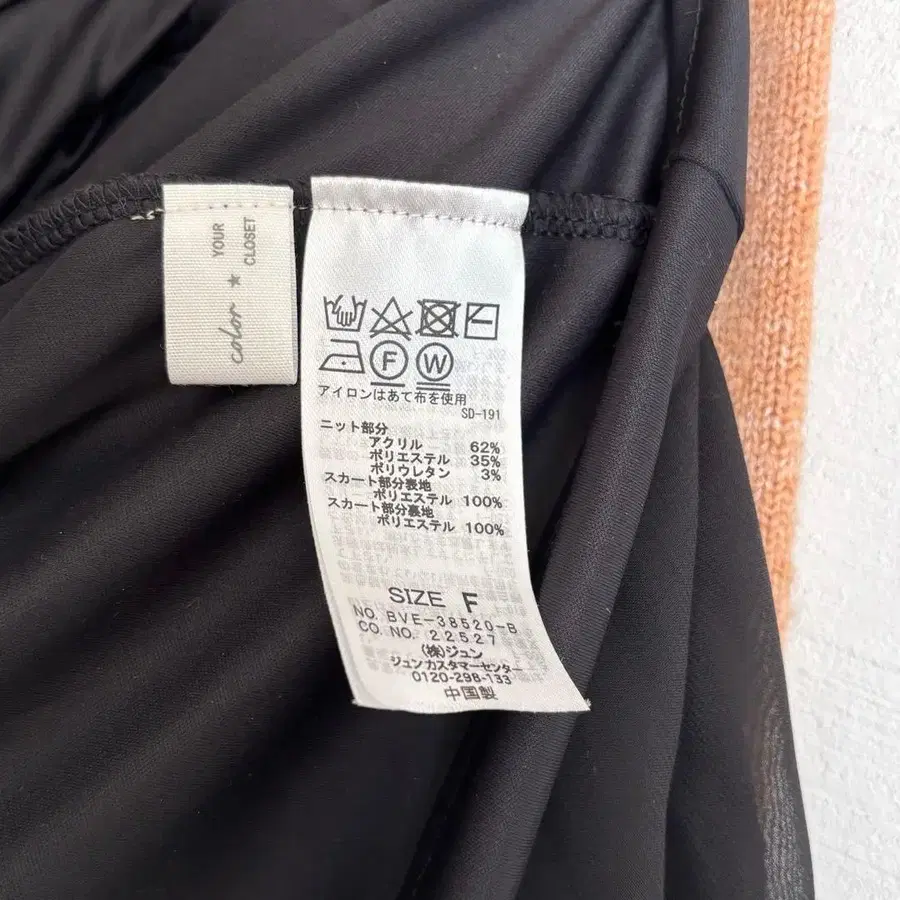 YOUR
CLOSET
color ★
F W
アイロンはあて布を使用
SD-191
ニット部分
アクリル 62%
ポリエステル 35%
ポリウレタン 3%
スカート部分表地
ポリエステル 100%
スカート部分裏地
ポリエステル 100%
SIZE F
NO. BVE-38520-B
CO. NO. 22527
(株)ジュン
ジュンカスタマーセンター
0120-298-133
中国製